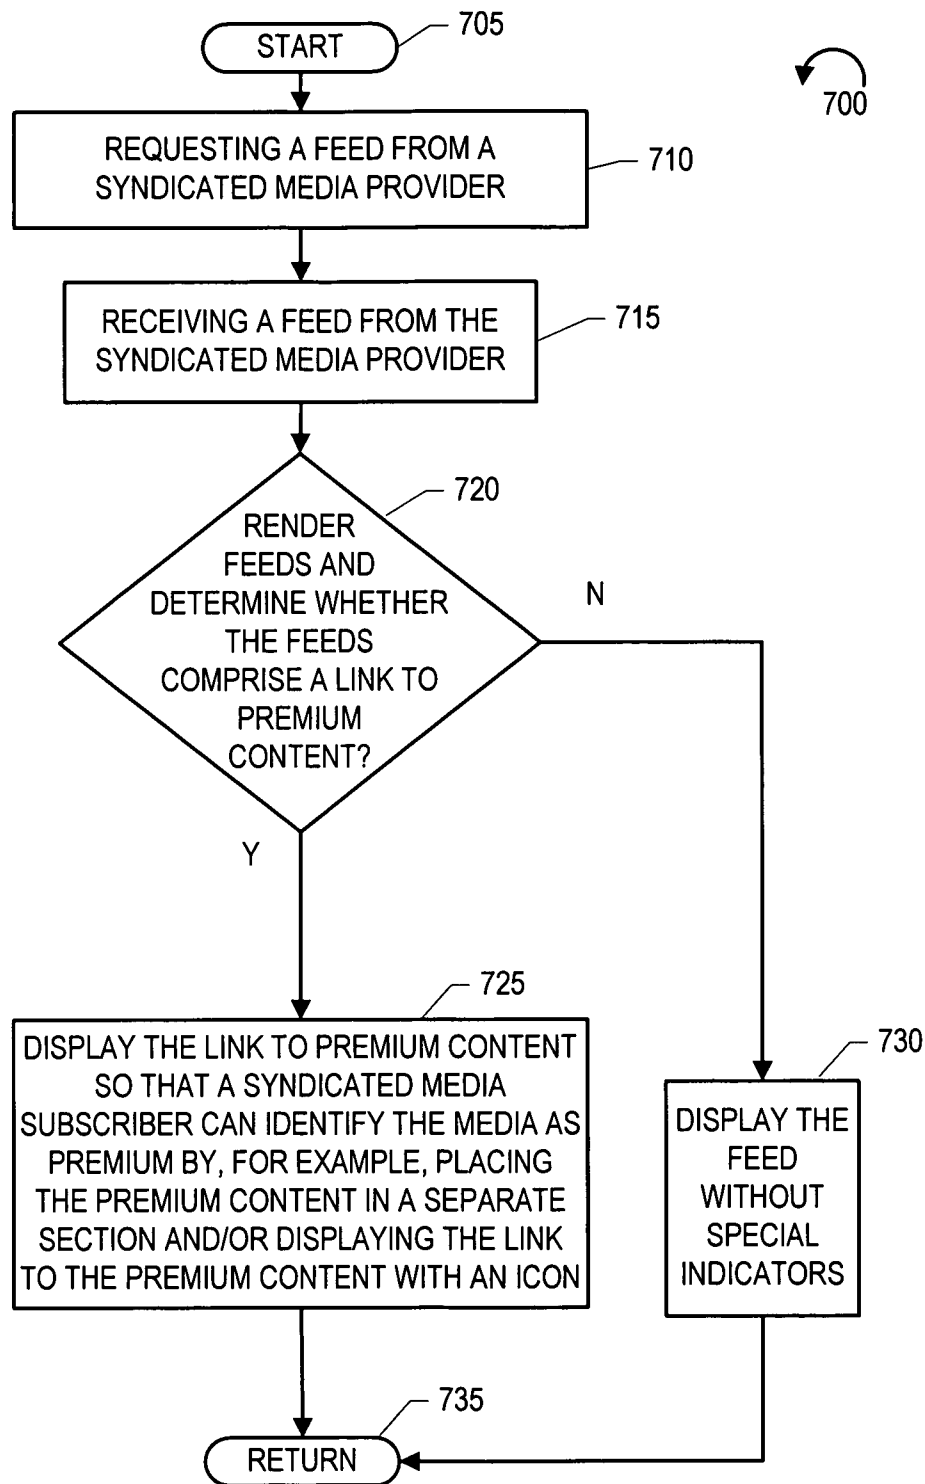 START
705
700
REQUESTING A FEED FROM A
SYNDICATED MEDIA PROVIDER
710
RECEIVING A FEED FROM THE
SYNDICATED MEDIA PROVIDER
715
720
RENDER
FEEDS AND
DETERMINE WHETHER
THE FEEDS
COMPRISE A LINK TO
PREMIUM
CONTENT?
N
Y
725
DISPLAY THE LINK TO PREMIUM CONTENT
SO THAT A SYNDICATED MEDIA
SUBSCRIBER CAN IDENTIFY THE MEDIA AS
PREMIUM BY, FOR EXAMPLE, PLACING
THE PREMIUM CONTENT IN A SEPARATE
SECTION AND/OR DISPLAYING THE LINK
TO THE PREMIUM CONTENT WITH AN ICON
730
DISPLAY THE
FEED
WITHOUT
SPECIAL
INDICATORS
735
RETURN